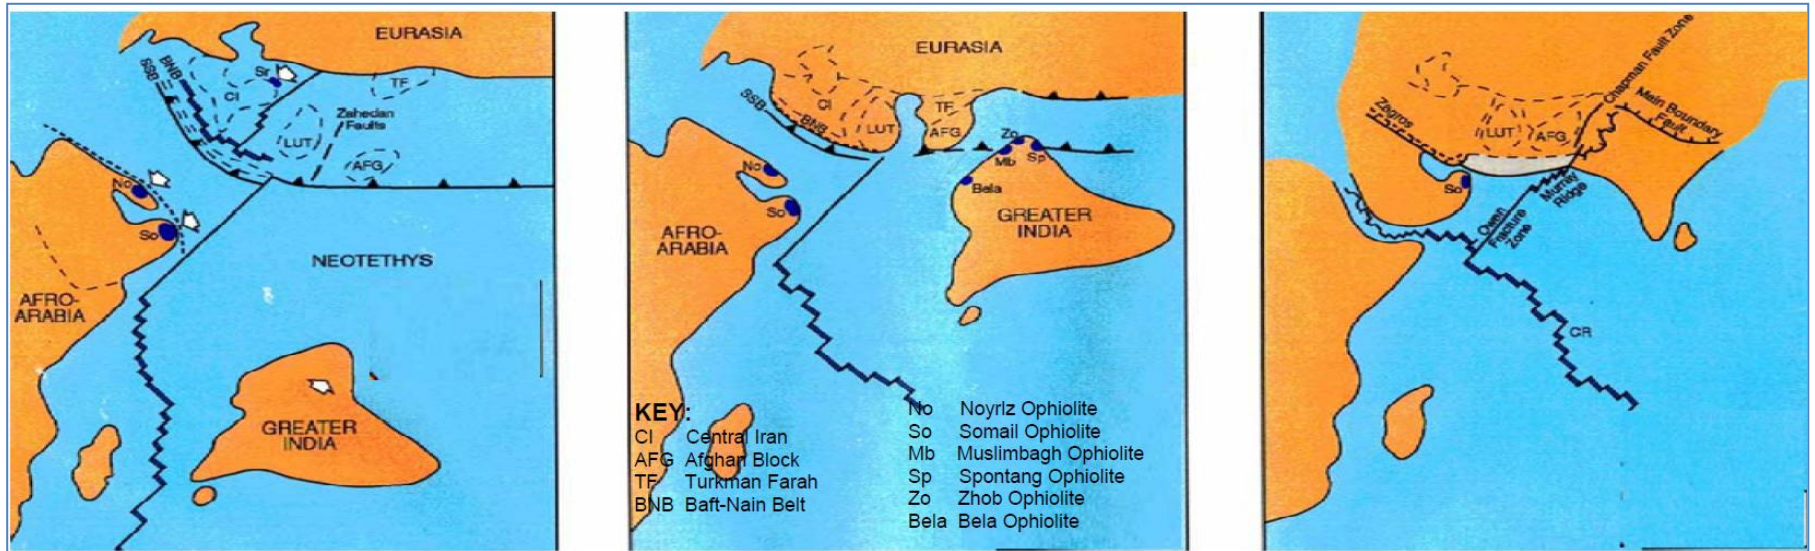 EURASIA
SSB
BNB
Sr
CI
TF
Zahedan
Faults
LUT
AFG
No
So
NEOTETHYS
AFRO-
ARABIA
GREATER
INDIA
EURASIA
SSB
BNB
CI
LUT
TF
AFG
Zo
Mb
Sp
No
Bela
So
GREATER
INDIA
AFRO-
ARABIA
KEY:
CI Central Iran
AFG Afghan Block
TF Turkman Farah
BNB Baft-Nain Belt
No Noyrlz Ophiolite
So Somail Ophiolite
Mb Muslimbagh Ophiolite
Sp Spontang Ophiolite
Zo Zhob Ophiolite
Bela Bela Ophiolite
Chapman Fault Zone
Main Boundary
Fault
Zagros
LUT
AFG
So
Murray
Ridge
Owen
Fracture
Zone
CR